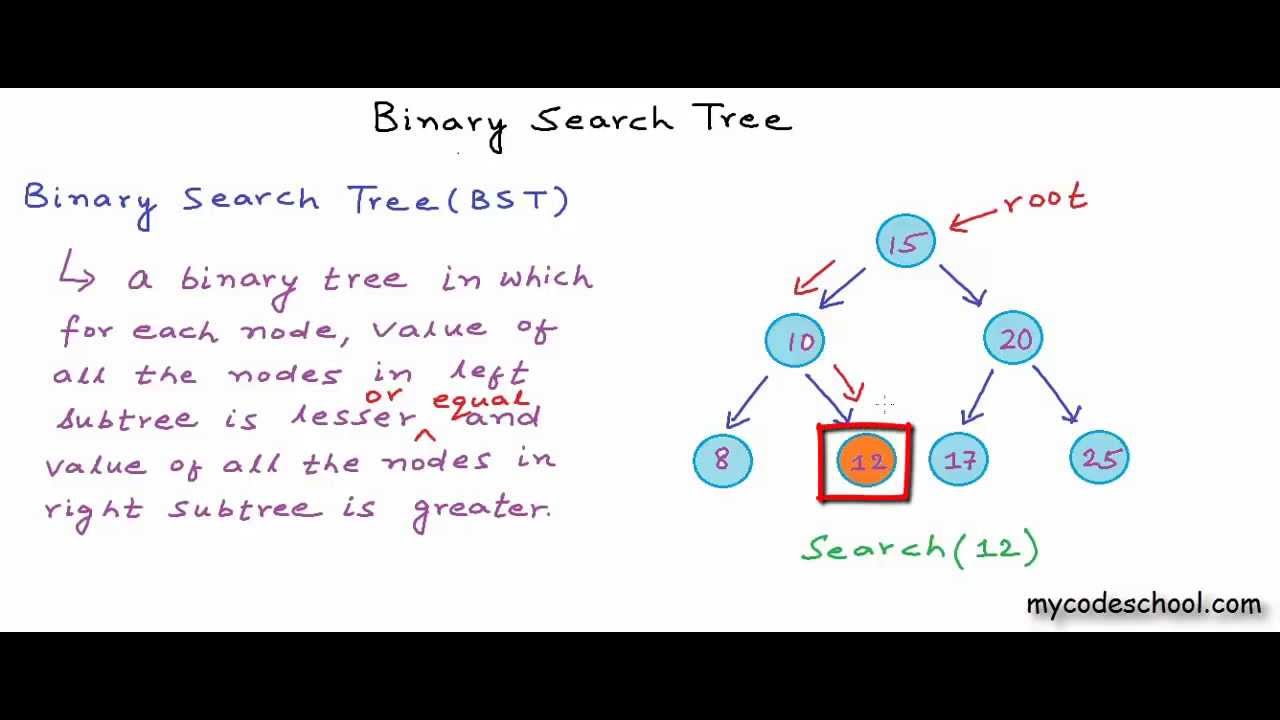 Binary Search Tree
Binary Search Tree (BST)
↳ a binary tree in which
for each node, value of
all the nodes in left
subtree is lesser or equal and
value of all the nodes in
right subtree is greater.
root
15
10
20
8
12
17
25
Search(12)
mycodeschool.com